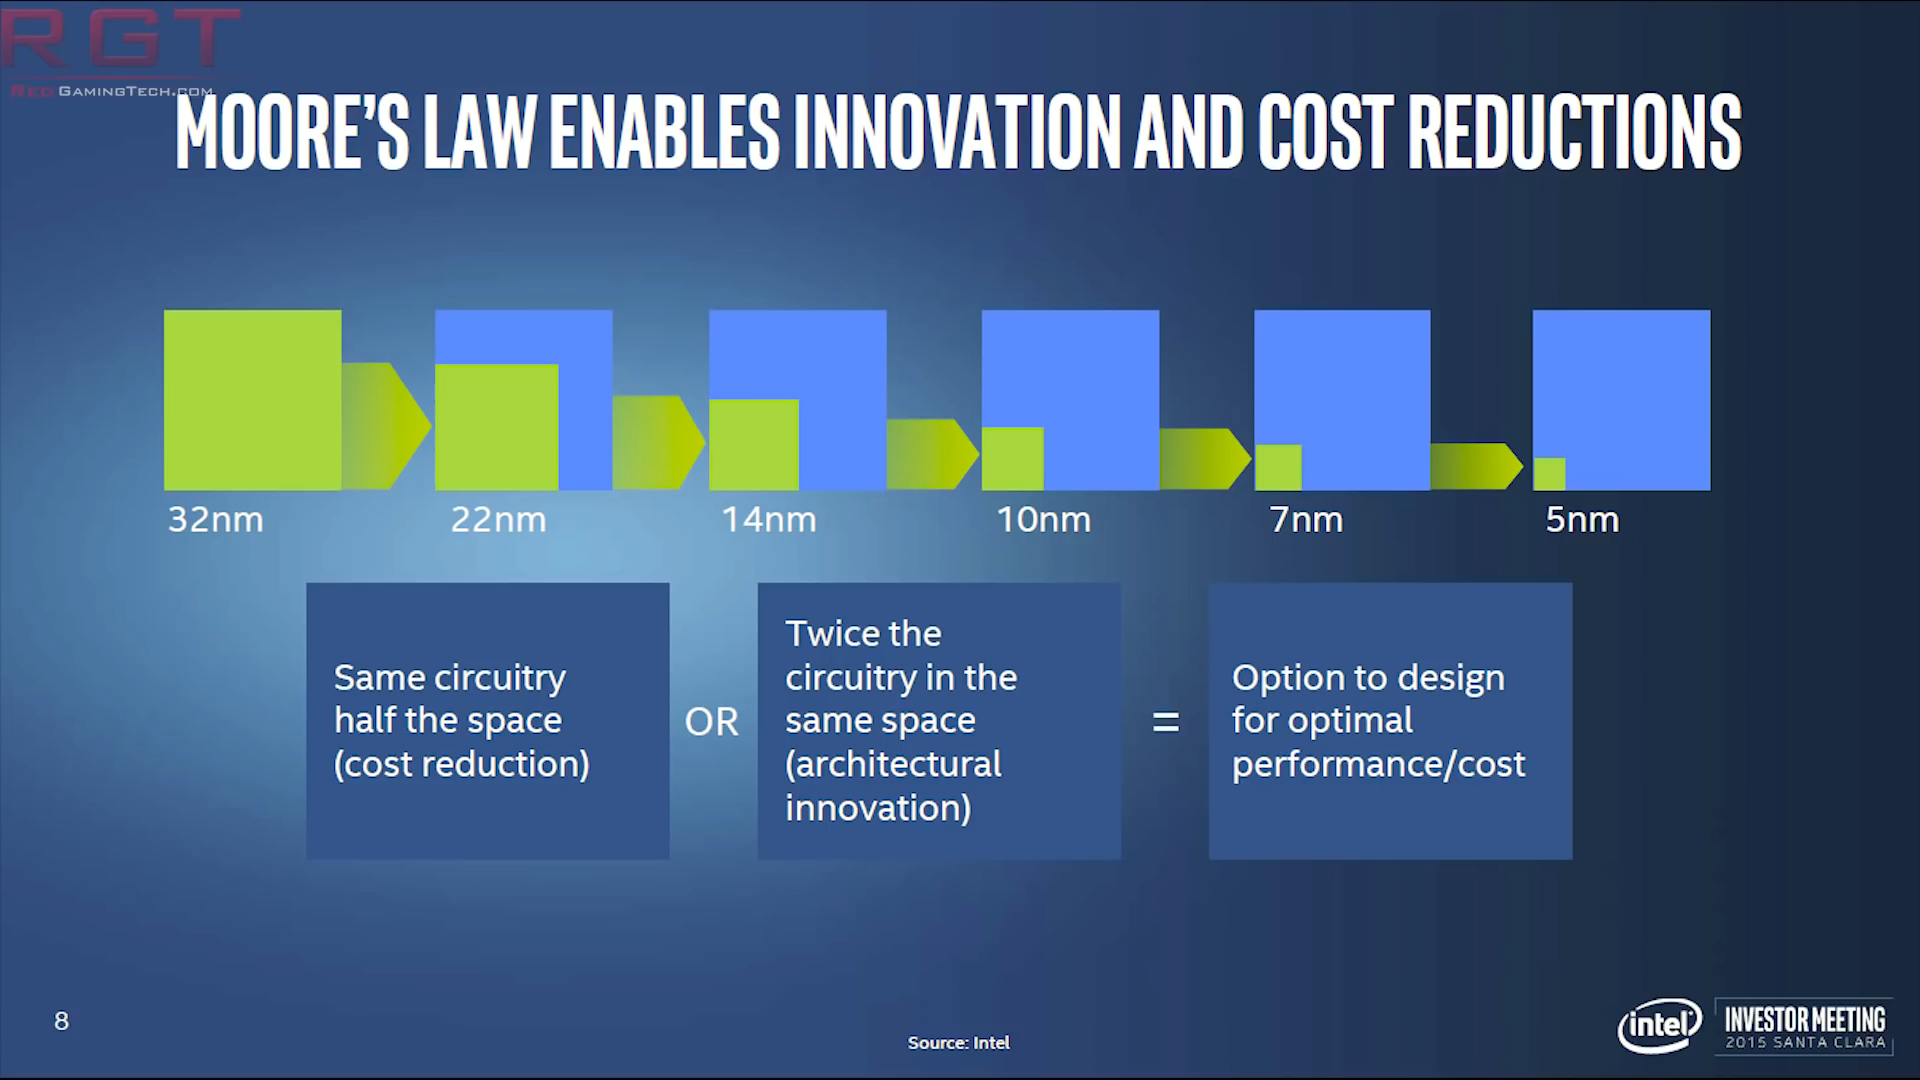 RGT
RED GAMINGTECH.COM
MOORE'S LAW ENABLES INNOVATION AND COST REDUCTIONS
32nm
22nm
14nm
10nm
7nm
5nm
Same circuitry
half the space
(cost reduction)
OR
Twice the
circuitry in the
same space
(architectural
innovation)
=
Option to design
for optimal
performance/cost
8
Source: Intel
intel
INVESTOR MEETING
2015 SANTA CLARA